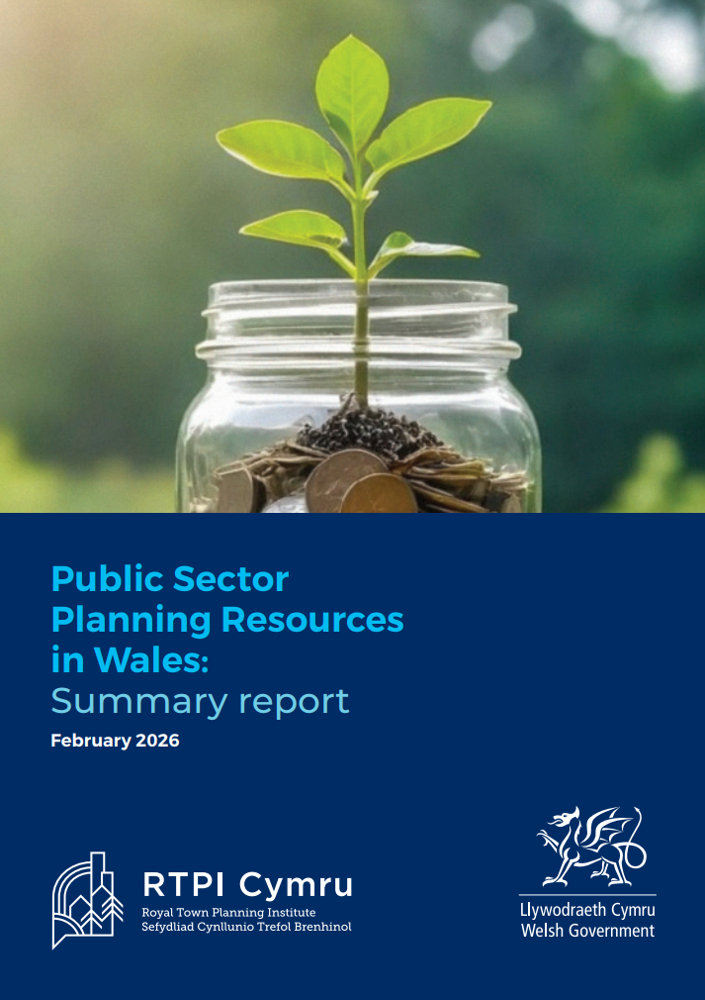 Public Sector
Planning Resources
in Wales:
Summary report
February 2026
RTPI Cymru
Royal Town Planning Institute
Sefydliad Cynllunio Trefol Brenhinol
Llywodraeth Cymru
Welsh Government